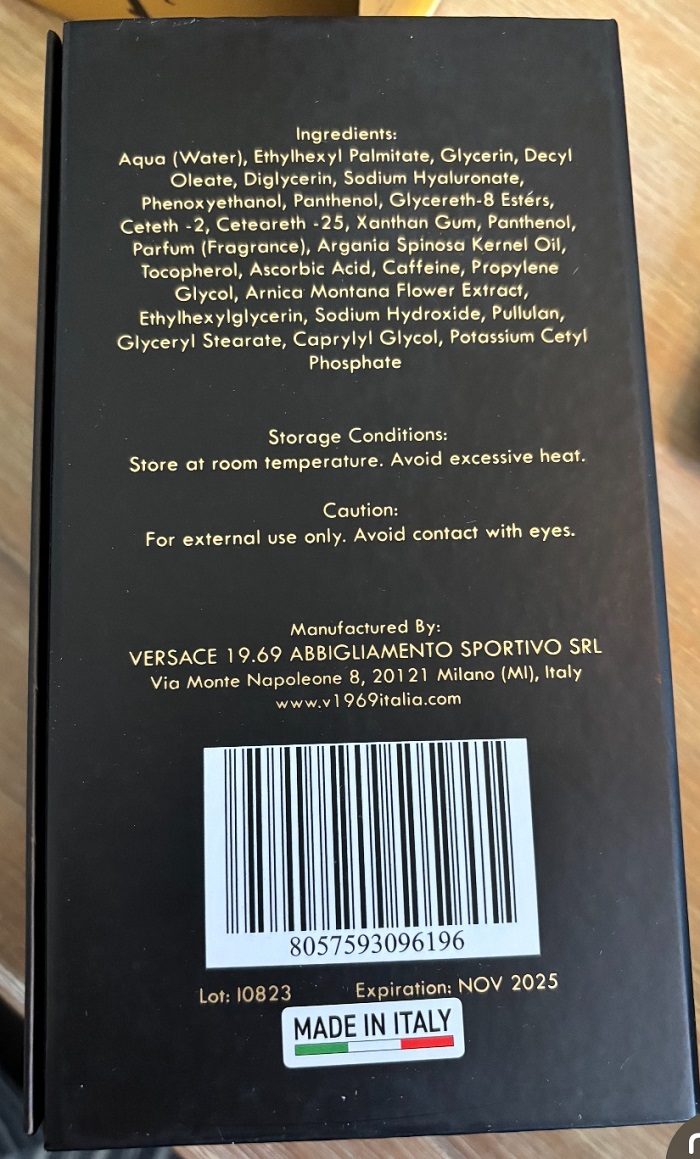 Ingredients:
Aqua (Water), Ethylhexyl Palmitate, Glycerin, Decyl
Oleate, Diglycerin, Sodium Hyaluronate,
Phenoxyethanol, Panthenol, Glycereth-8 Esters,
Ceteth -2, Ceteareth -25, Xanthan Gum, Panthenol,
Parfum (Fragrance), Argania Spinosa Kernel Oil,
Tocopherol, Ascorbic Acid, Caffeine, Propylene
Glycol, Arnica Montana Flower Extract,
Ethylhexylglycerin, Sodium Hydroxide, Pullulan,
Glyceryl Stearate, Caprylyl Glycol, Potassium Cetyl
Phosphate
Storage Conditions:
Store at room temperature. Avoid excessive heat.
Caution:
For external use only. Avoid contact with eyes.
Manufactured By:
VERSACE 19.69 ABBIGLIAMENTO SPORTIVO SRL
Via Monte Napoleone 8, 20121 Milano (MI), Italy
www.v1969italia.com
8057593096196
Lot: I0823 Expiration: NOV 2025
MADE IN ITALY